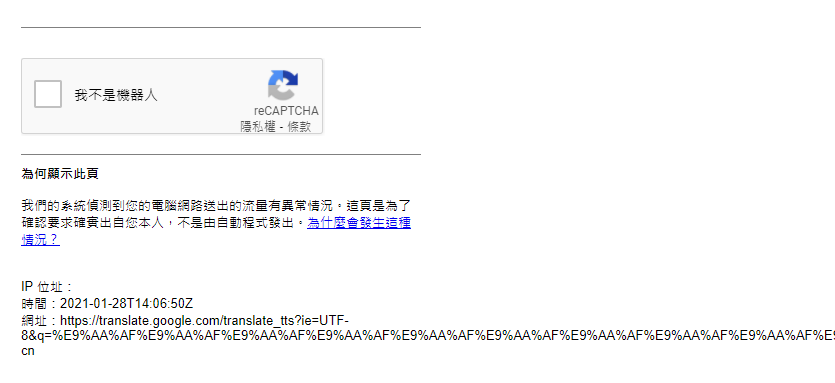 我不是機器人
reCAPTCHA
隱私權 - 條款
為何顯示此頁
我們的系統偵測到您的電腦網路送出的流量有異常情況。這頁是為了
確認要求確實出自您本人，不是由自動程式發出。為什麼會發生這種
情況？
IP 位址：
時間：2021-01-28T14:06:50Z
網址：https://translate.google.com/translate_tts?ie=UTF-
8&q=%E9%AA%AF%E9%AA%AF%E9%AA%AF%E9%AA%AF%E9%AA%AF%E9%AA%AF%E9%AA%AF%E9%AA%AF%E9%AA%AF%E9
cn